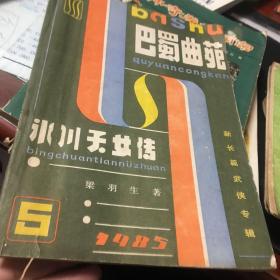 bashu
巴蜀曲苑
quyuancongkan
冰川天女传
bingchuantiannüzhuan
梁羽生著
新长篇武侠专辑
5
1985